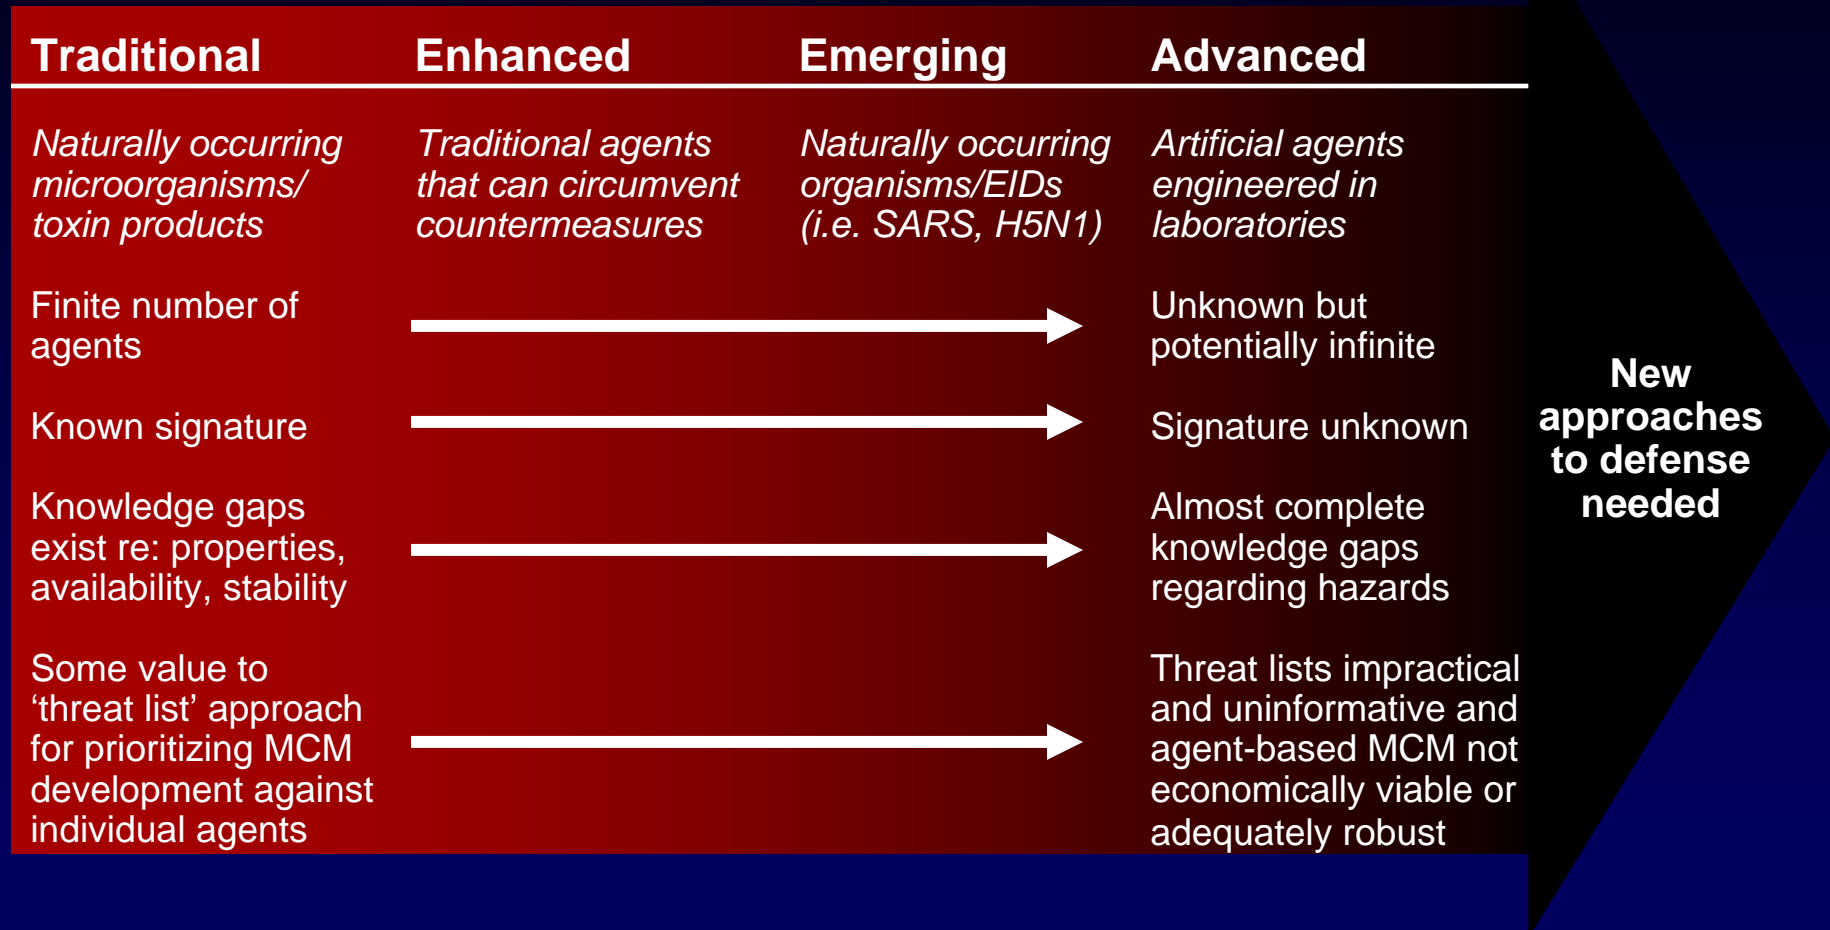 Traditional
Enhanced
Emerging
Advanced
Naturally occurring
microorganisms/
toxin products
Traditional agents
that can circumvent
countermeasures
Naturally occurring
organisms/EIDs
(i.e. SARS, H5N1)
Artificial agents
engineered in
laboratories
Finite number of
agents
Unknown but
potentially infinite
Known signature
Signature unknown
Knowledge gaps
exist re: properties,
availability, stability
Almost complete
knowledge gaps
regarding hazards
Some value to
‘threat list’ approach
for prioritizing MCM
development against
individual agents
Threat lists impractical
and uninformative and
agent-based MCM not
economically viable or
adequately robust
New
approaches
to defense
needed